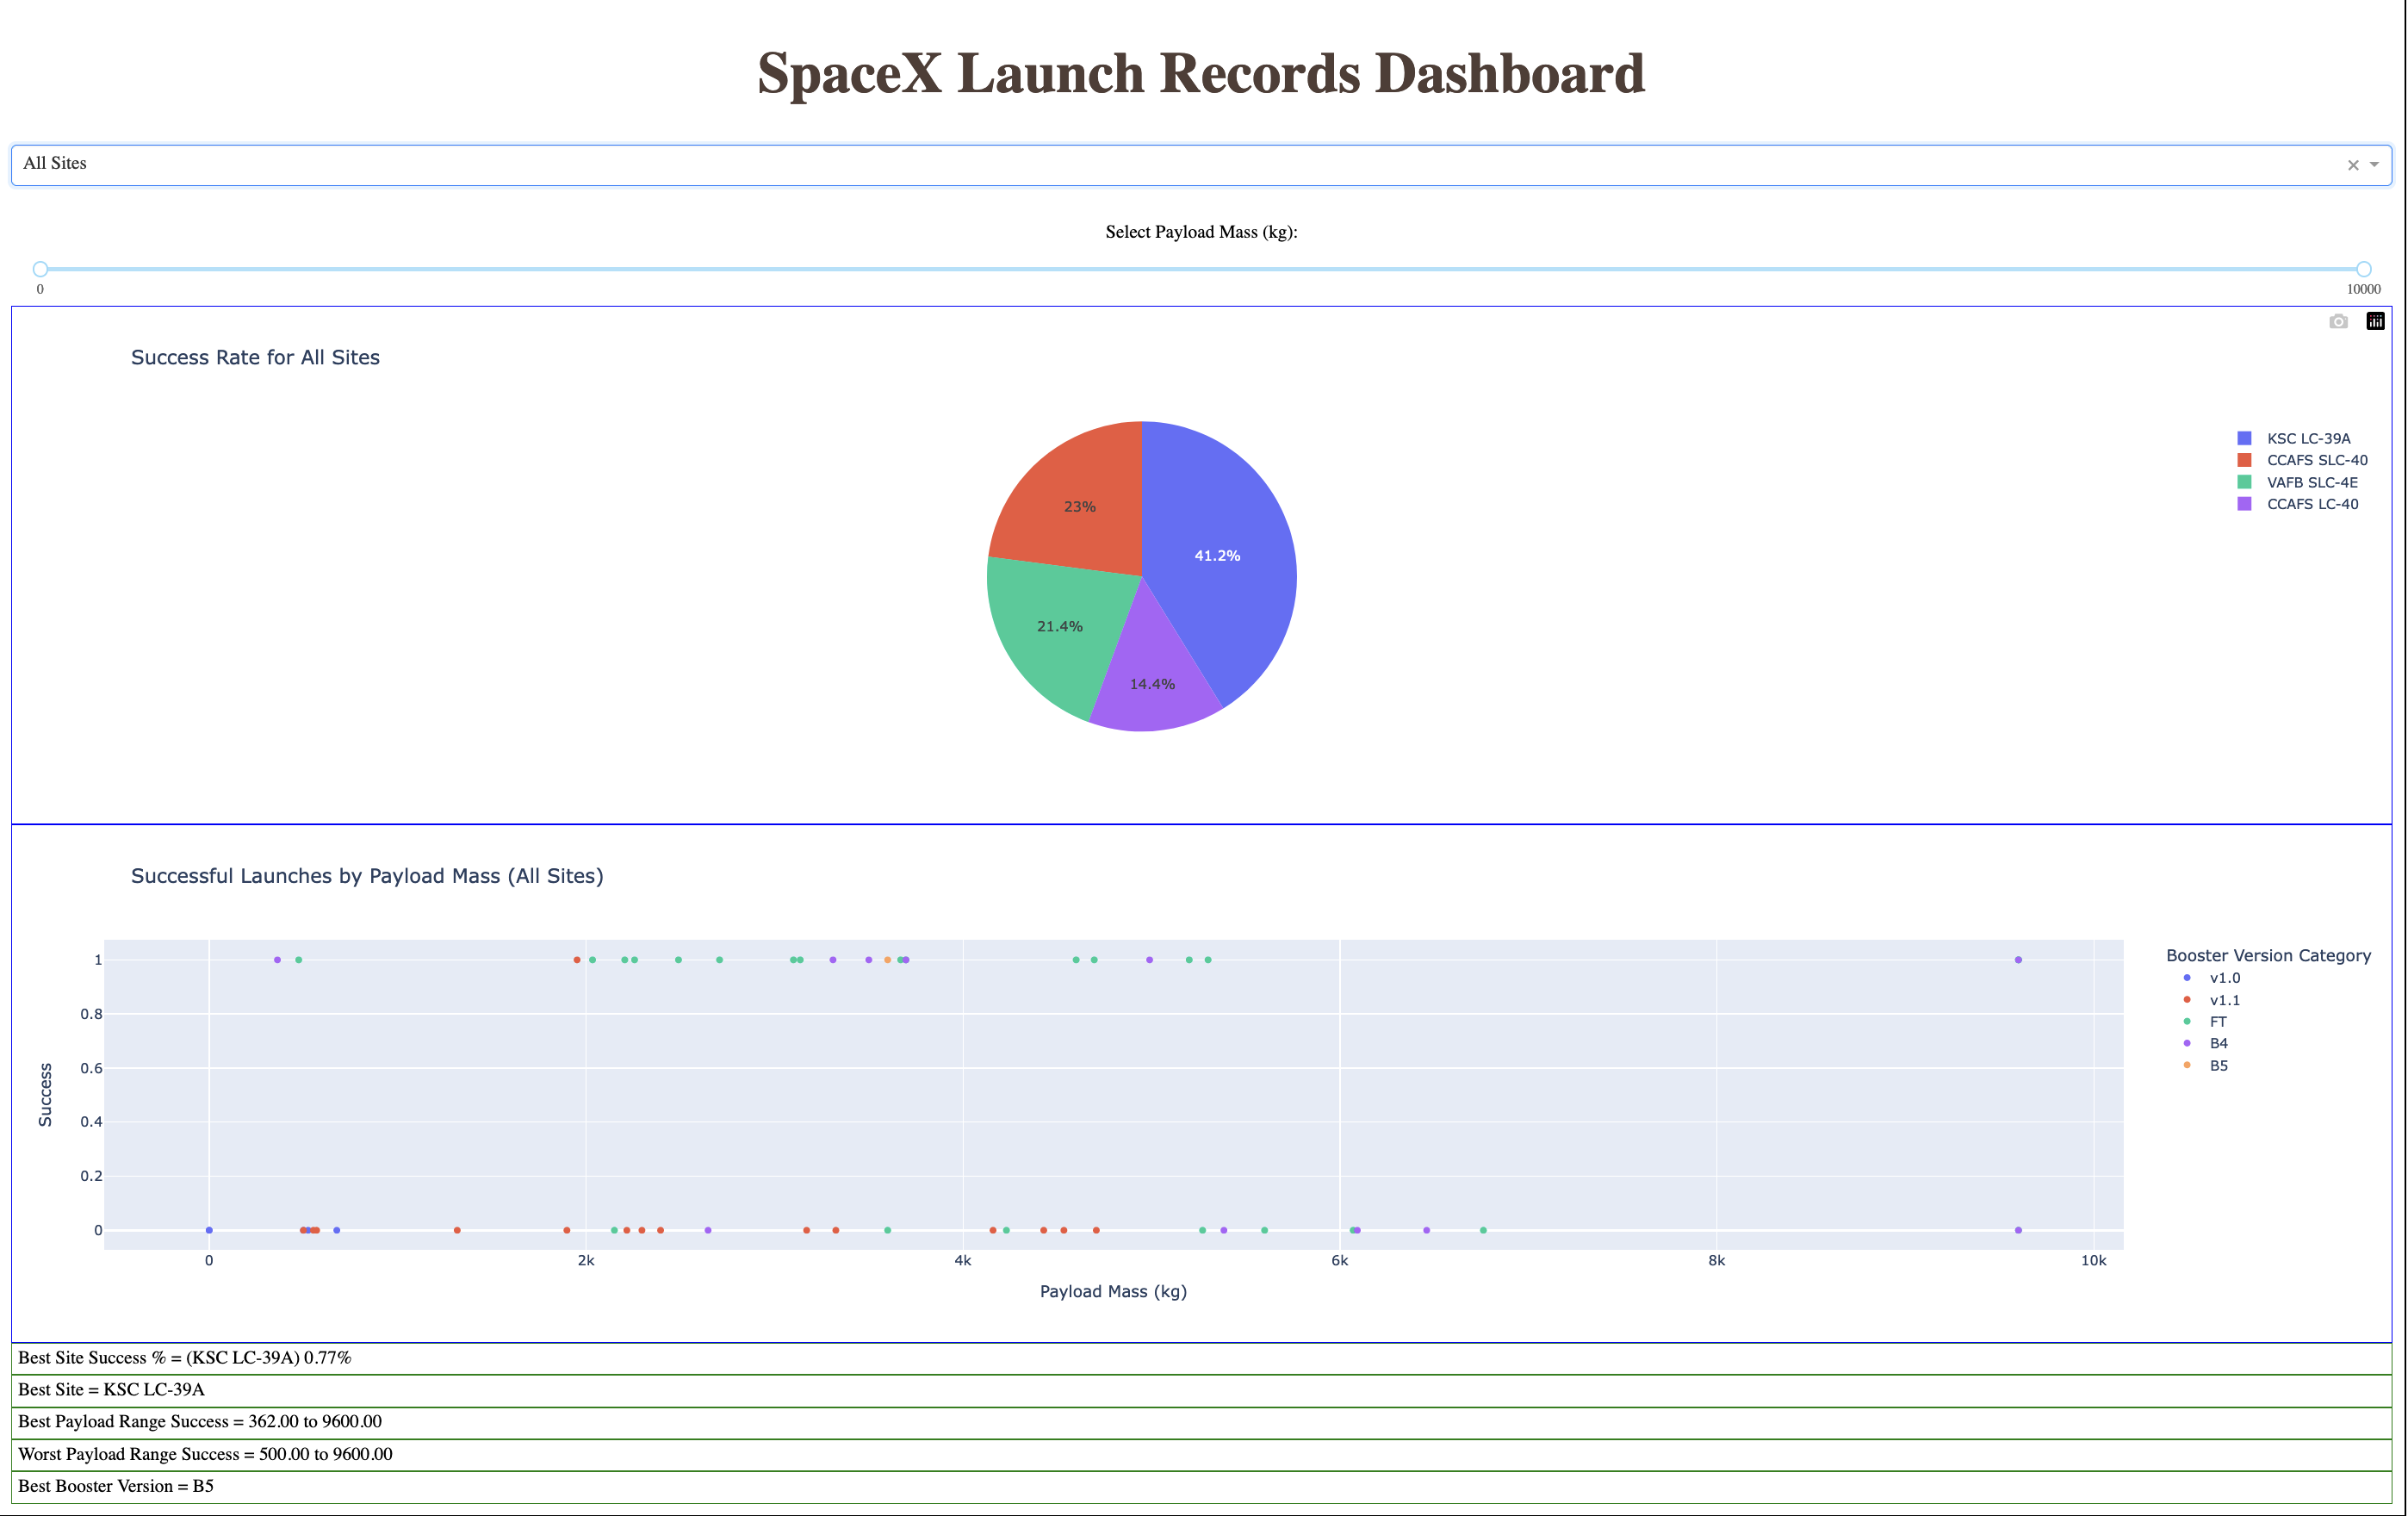 SpaceX Launch Records Dashboard
All Sites
Select Payload Mass (kg):
0
10000
Success Rate for All Sites
KSC LC-39A
CCAFS SLC-40
VAFB SLC-4E
CCAFS LC-40
23%
41.2%
21.4%
14.4%
Successful Launches by Payload Mass (All Sites)
Booster Version Category
v1.0
v1.1
FT
B4
B5
Success
1
0.8
0.6
0.4
0.2
0
0 2k 4k 6k 8k 10k
Payload Mass (kg)
Best Site Success % = (KSC LC-39A) 0.77%
Best Site = KSC LC-39A
Best Payload Range Success = 362.00 to 9600.00
Worst Payload Range Success = 500.00 to 9600.00
Best Booster Version = B5